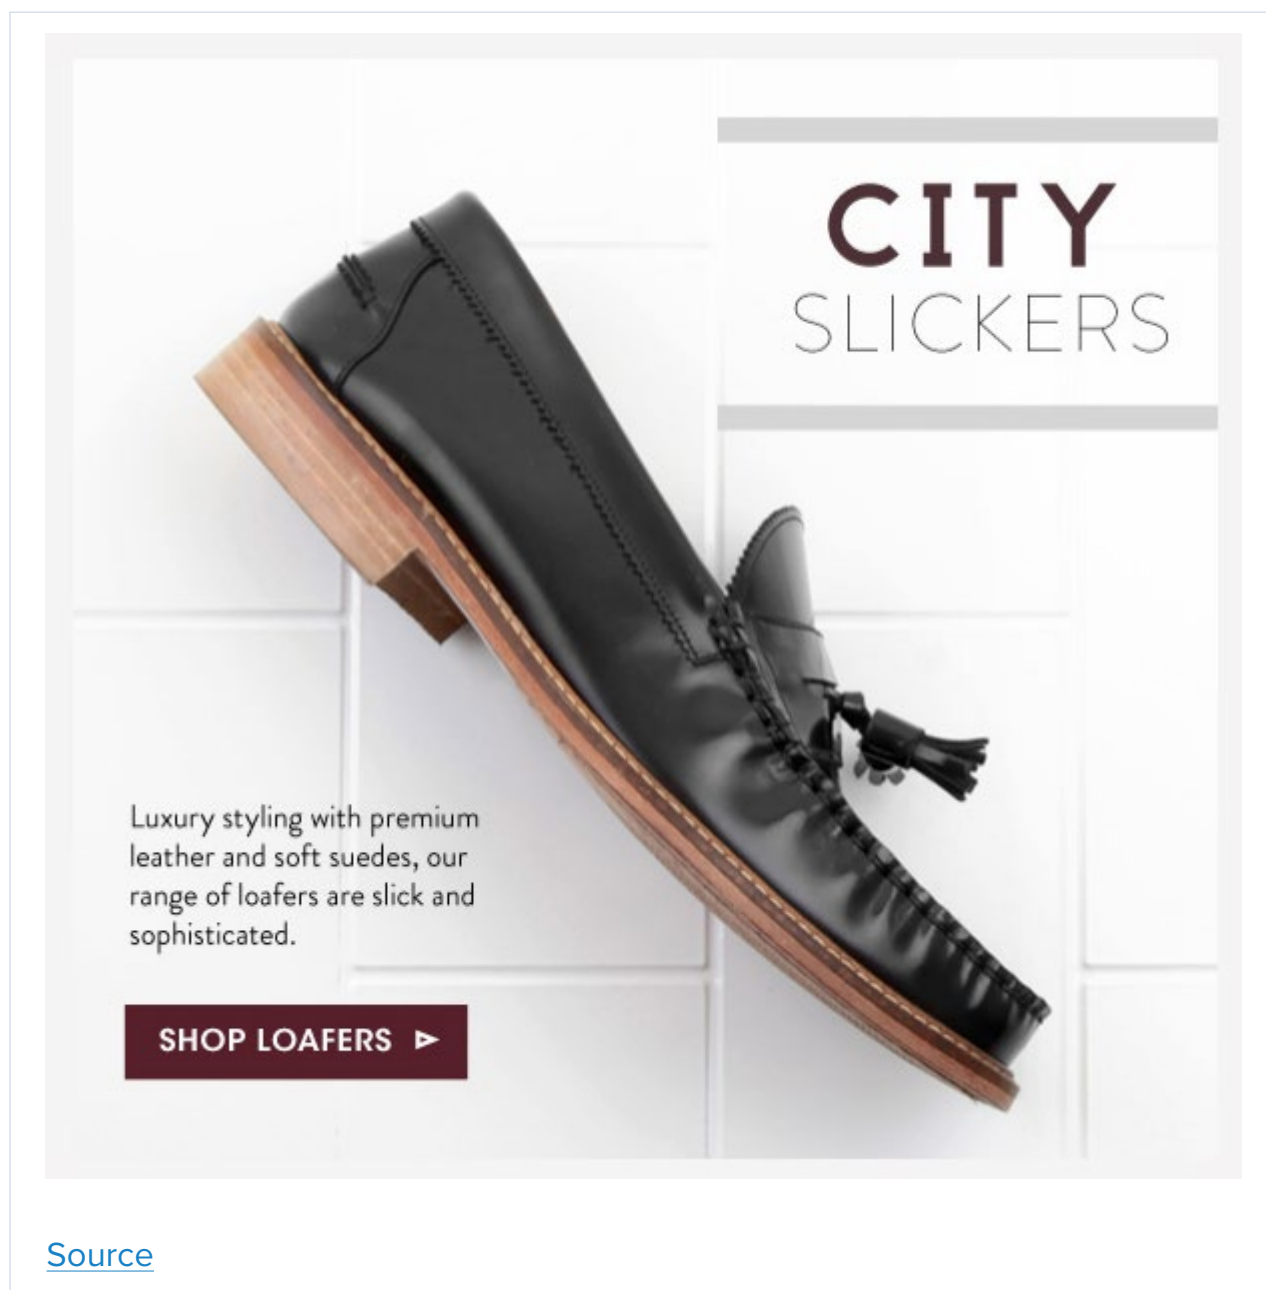 CITY
SLICKERS
Luxury styling with premium
leather and soft suedes, our
range of loafers are slick and
sophisticated.
SHOP LOAFERS
Source